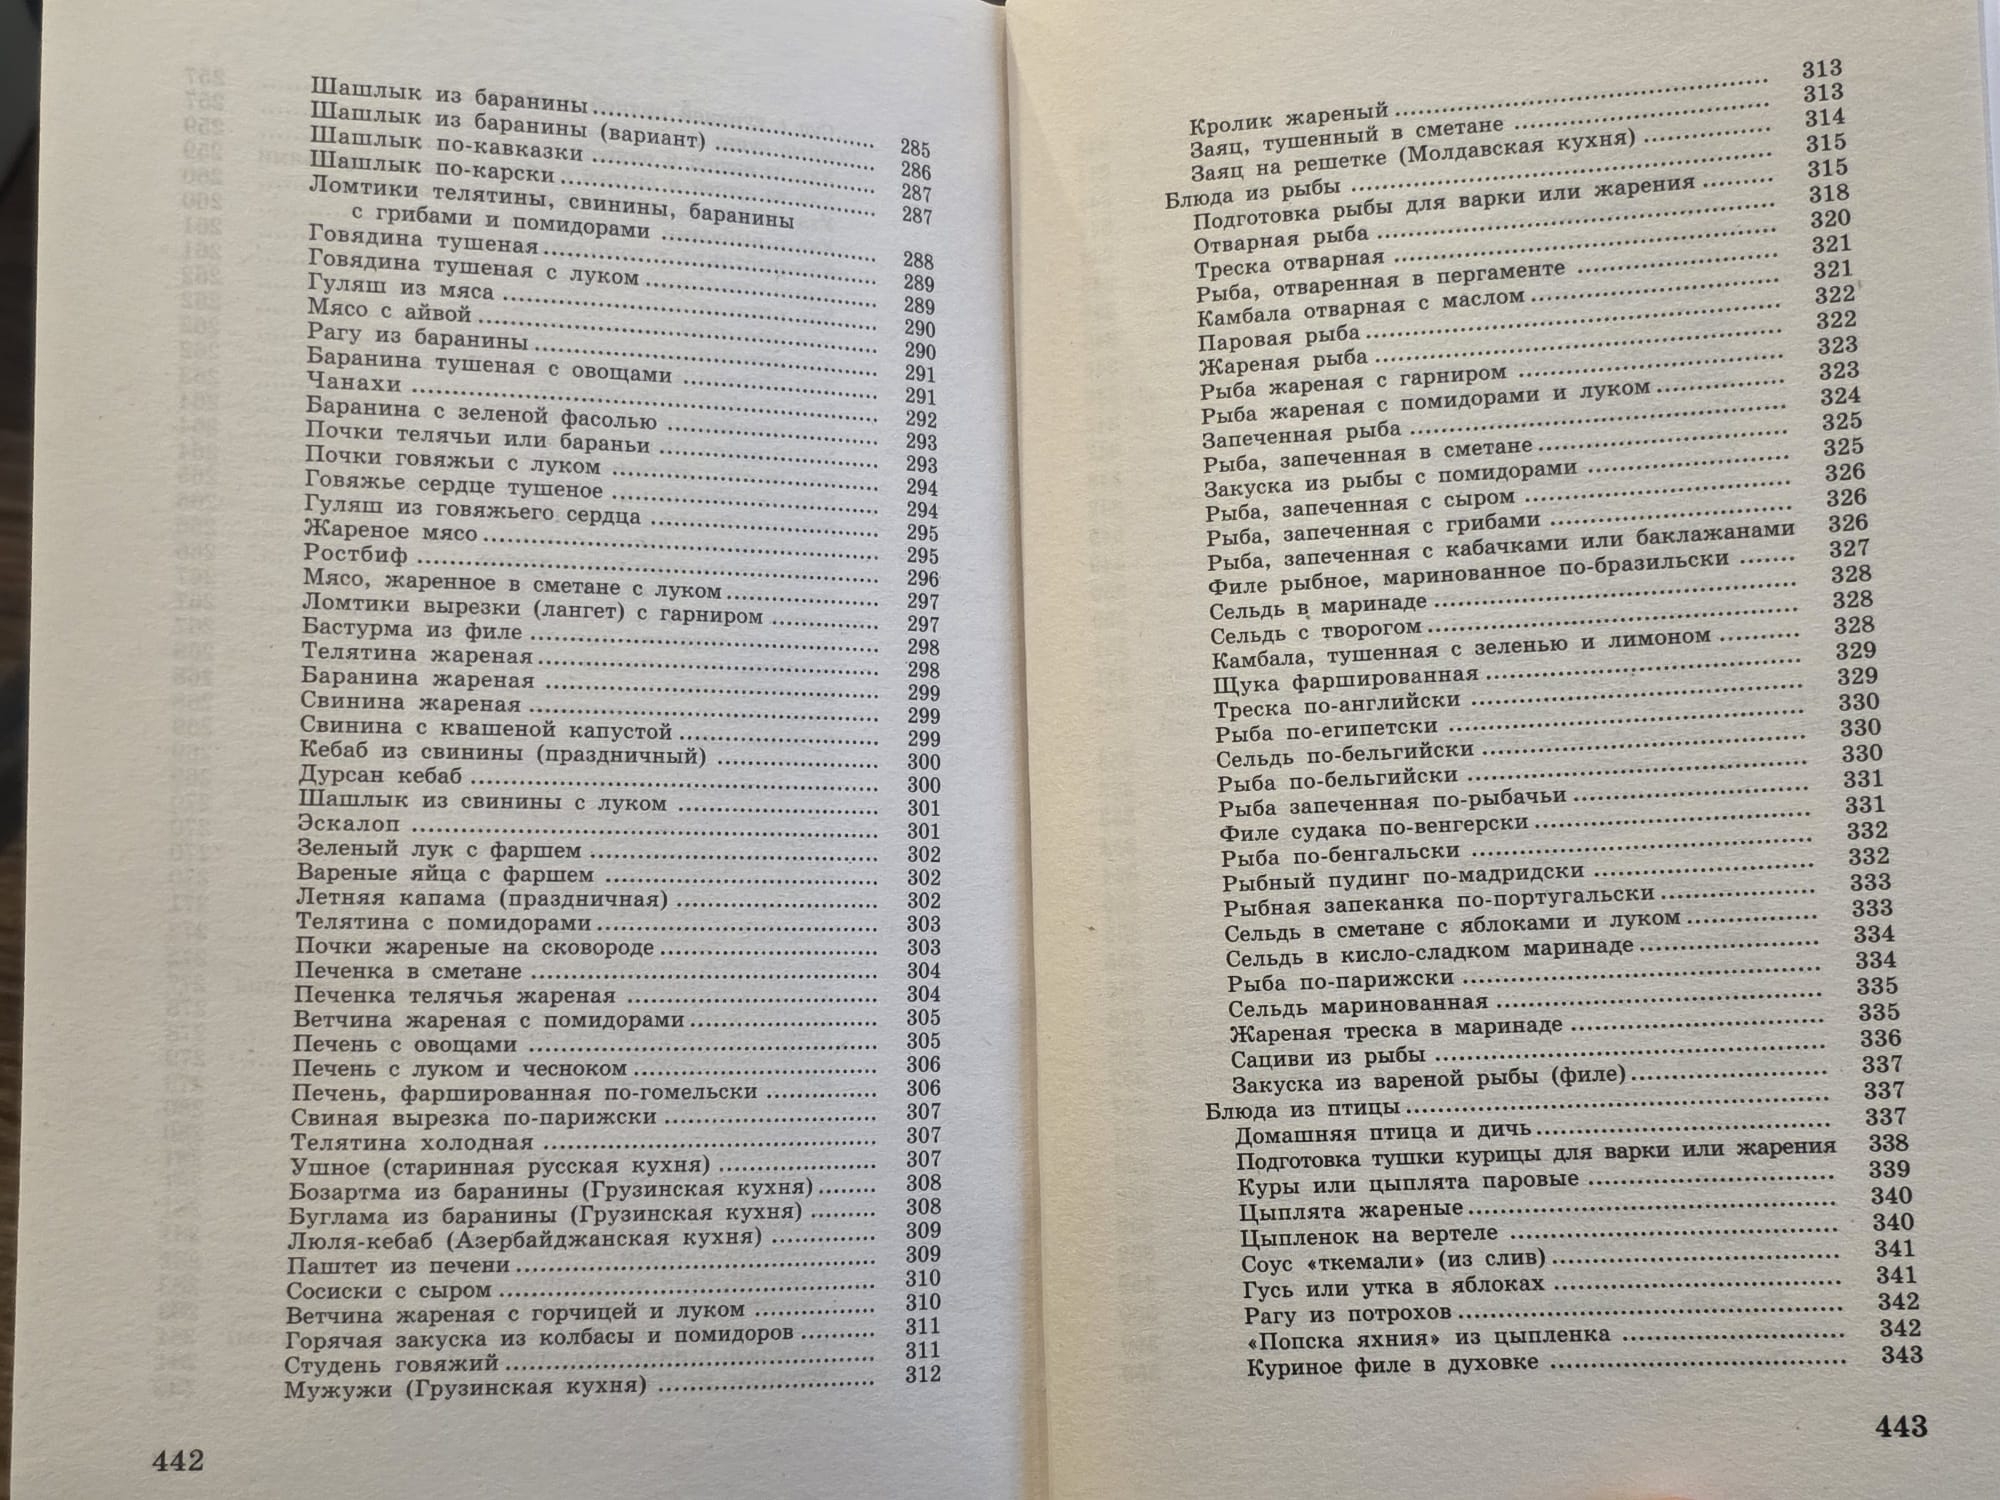 Шашлык из баранины ........ 285
Шашлык из баранины (вариант) ........ 286
Шашлык по-кавказки ........ 287
Шашлык по-карски ........ 287
Ломтики телятины, свинины, баранины
с грибами и помидорами ........ 288
Говядина тушеная ........ 289
Говядина тушеная с луком ........ 289
Гуляш из мяса ........ 290
Мясо с айвой ........ 290
Рагу из баранины ........ 291
Баранина тушеная с овощами ........ 291
Чанахи ........ 292
Баранина с зеленой фасолью ........ 293
Почки телячьи или бараньи ........ 293
Почки говяжьи с луком ........ 294
Говяжье сердце тушеное ........ 294
Гуляш из говяжьего сердца ........ 295
Жареное мясо ........ 295
Ростбиф ........ 296
Мясо, жаренное в сметане с луком ........ 297
Ломтики вырезки (лангет) с гарниром ........ 297
Бастурма из филе ........ 298
Телятина жареная ........ 298
Баранина жареная ........ 299
Свинина жареная ........ 299
Свинина с квашеной капустой ........ 299
Кебаб из свинины (праздничный) ........ 300
Дурсан кебаб ........ 300
Шашлык из свинины с луком ........ 301
Эскалоп ........ 301
Зеленый лук с фаршем ........ 302
Вареные яйца с фаршем ........ 302
Летняя капама (праздничная) ........ 302
Телятина с помидорами ........ 303
Почки жареные на сковороде ........ 303
Печенка в сметане ........ 304
Печенка телячья жареная ........ 304
Ветчина жареная с помидорами ........ 305
Печень с овощами ........ 305
Печень с луком и чесноком ........ 306
Печень, фаршированная по-гомельски ........ 306
Свиная вырезка по-парижски ........ 307
Телятина холодная ........ 307
Ушное (старинная русская кухня) ........ 307
Бозартма из баранины (Грузинская кухня) ........ 308
Буглама из баранины (Грузинская кухня) ........ 308
Люля-кебаб (Азербайджанская кухня) ........ 309
Паштет из печени ........ 309
Сосиски с сыром ........ 310
Ветчина жареная с горчицей и луком ........ 310
Горячая закуска из колбасы и помидоров ........ 311
Студень говяжий ........ 311
Мужужи (Грузинская кухня) ........ 312
442
Кролик жареный ........ 313
Заяц, тушенный в сметане ........ 313
Заяц на решетке (Молдавская кухня) ........ 314
Блюда из рыбы ........ 315
Подготовка рыбы для варки или жарения ........ 315
Отварная рыба ........ 318
Треска отварная ........ 320
Рыба, отваренная в пергаменте ........ 321
Камбала отварная с маслом ........ 321
Паровая рыба ........ 322
Жареная рыба ........ 322
Рыба жареная с гарниром ........ 323
Рыба жареная с помидорами и луком ........ 323
Запеченная рыба ........ 324
Рыба, запеченная в сметане ........ 325
Закуска из рыбы с помидорами ........ 325
Рыба, запеченная с сыром ........ 326
Рыба, запеченная с грибами ........ 326
Рыба, запеченная с кабачками или баклажанами 326
Филе рыбное, маринованное по-бразильски ........ 327
Сельдь в маринаде ........ 328
Сельдь с творогом ........ 328
Камбала, тушенная с зеленью и лимоном ........ 328
Щука фаршированная ........ 329
Треска по-английски ........ 329
Рыба по-египетски ........ 330
Сельдь по-бельгийски ........ 330
Рыба по-бельгийски ........ 330
Рыба запеченная по-рыбачьи ........ 331
Филе судака по-венгерски ........ 331
Рыба по-бенгальски ........ 332
Рыбный пудинг по-мадридски ........ 332
Рыбная запеканка по-португальски ........ 333
Сельдь в сметане с яблоками и луком ........ 333
Сельдь в кисло-сладком маринаде ........ 334
Рыба по-парижски ........ 334
Сельдь маринованная ........ 335
Жареная треска в маринаде ........ 335
Сациви из рыбы ........ 336
Закуска из вареной рыбы (филе) ........ 337
Блюда из птицы ........ 337
Домашняя птица и дичь ........ 337
Подготовка тушки курицы для варки или жарения 338
Куры или цыплята паровые ........ 339
Цыплята жареные ........ 340
Цыпленок на вертеле ........ 340
Соус «ткемали» (из слив) ........ 341
Гусь или утка в яблоках ........ 341
Рагу из потрохов ........ 342
«Попска яхния» из цыпленка ........ 342
Куриное филе в духовке ........ 343
443